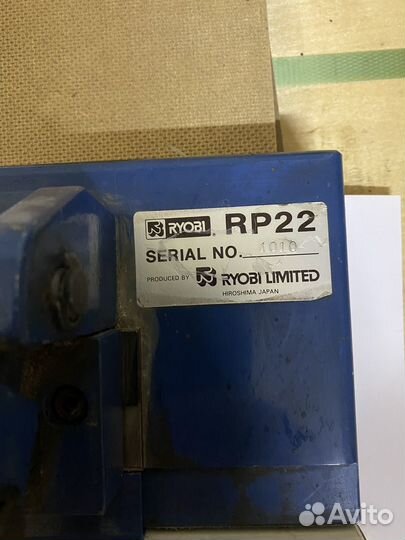 RYOBI RP22
SERIAL NO. 1010
PRODUCED BY RYOBI LIMITED
HIROSHIMA JAPAN
Avito